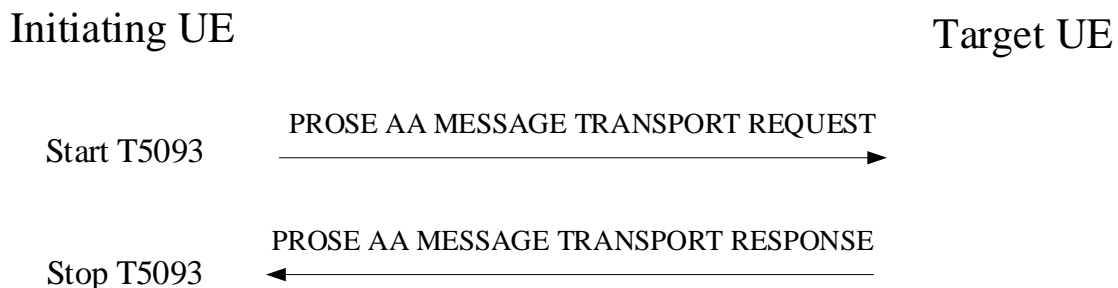 Initiating UE
Target UE
PROSE AA MESSAGE TRANSPORT REQUEST
Start T5093
PROSE AA MESSAGE TRANSPORT RESPONSE
Stop T5093